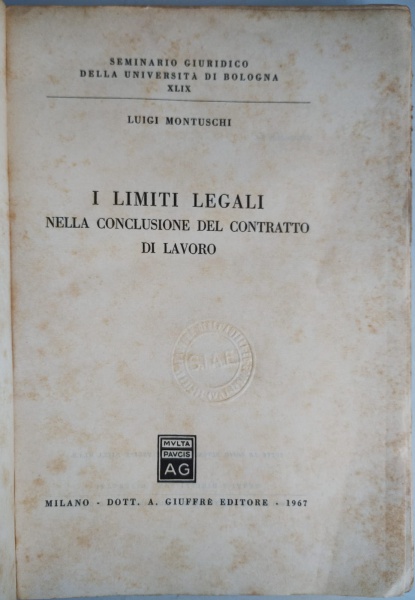 SEMINARIO GIURIDICO
DELLA UNIVERSITÀ DI BOLOGNA
XLIX
LUIGI MONTUSCHI
I LIMITI LEGALI
NELLA CONCLUSIONE DEL CONTRATTO
DI LAVORO
S.I.A.E.
MVLTA
PAVCIS
AG
MILANO - DOTT. A. GIUFFRÈ EDITORE - 1967